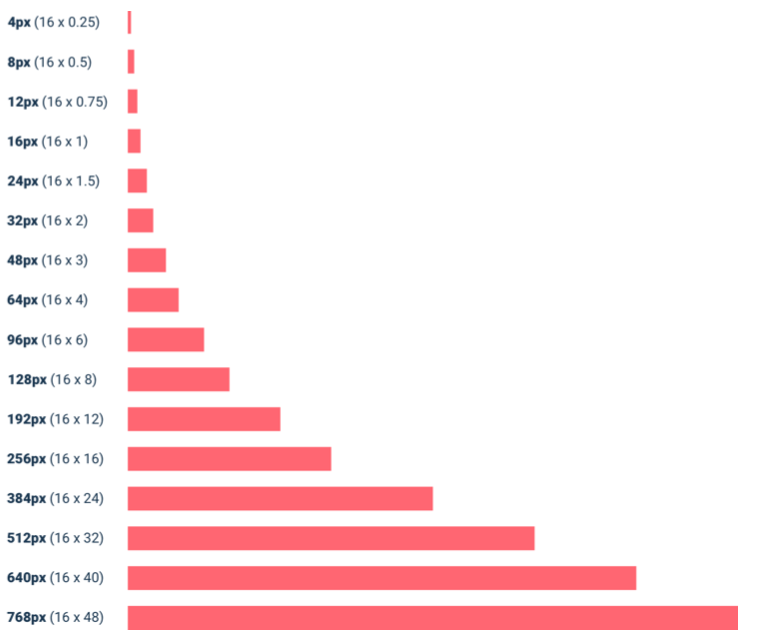 4px (16 x 0.25)
8px (16 x 0.5)
12px (16 x 0.75)
16px (16 x 1)
24px (16 x 1.5)
32px (16 x 2)
48px (16 x 3)
64px (16 x 4)
96px (16 x 6)
128px (16 x 8)
192px (16 x 12)
256px (16 x 16)
384px (16 x 24)
512px (16 x 32)
640px (16 x 40)
768px (16 x 48)